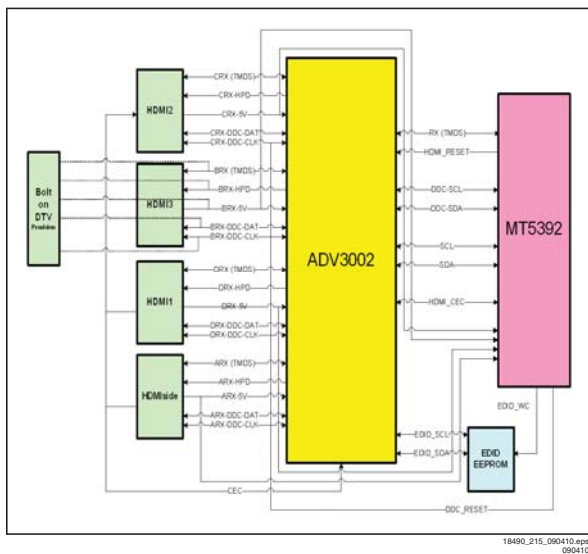 HDMI2
CRX (TMDS)
CRX-HPD
CRX-5V
CRX-DDC-DAT
CRX-DDC-CLK
Bolt
on
DTV
Provision
HDMI3
BRX (TMDS)
BRX-HPD
BRX-5V
BRX-DDC-DAT
BRX-DDC-CLK
HDMI1
DRX (TMDS)
DRX-HPD
DRX-5V
DRX-DDC-DAT
DRX-DDC-CLK
HDMIside
ARX (TMDS)
ARX-HPD
ARX-5V
ARX-DDC-DAT
ARX-DDC-CLK
CEC
ADV3002
RX (TMDS)
HDMI_RESET
DDC-SCL
DDC-SDA
SCL
SDA
HDMI_CEC
MT5392
EDID_WC
EDID_SCL
EDID_SDA
EDID
EEPROM
DDC_RESET
18490_215_090410.eps
090410